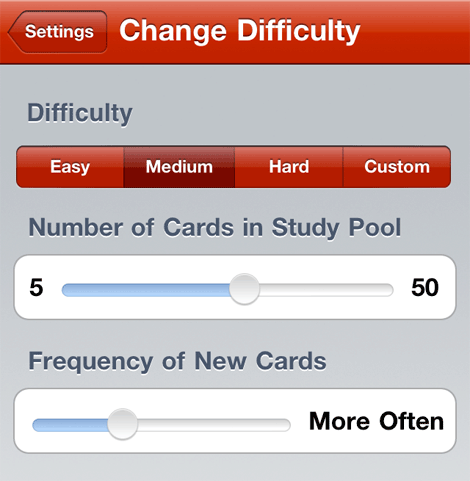 Settings
Change Difficulty
Difficulty
Easy Medium Hard Custom
Number of Cards in Study Pool
5 50
Frequency of New Cards
More Often